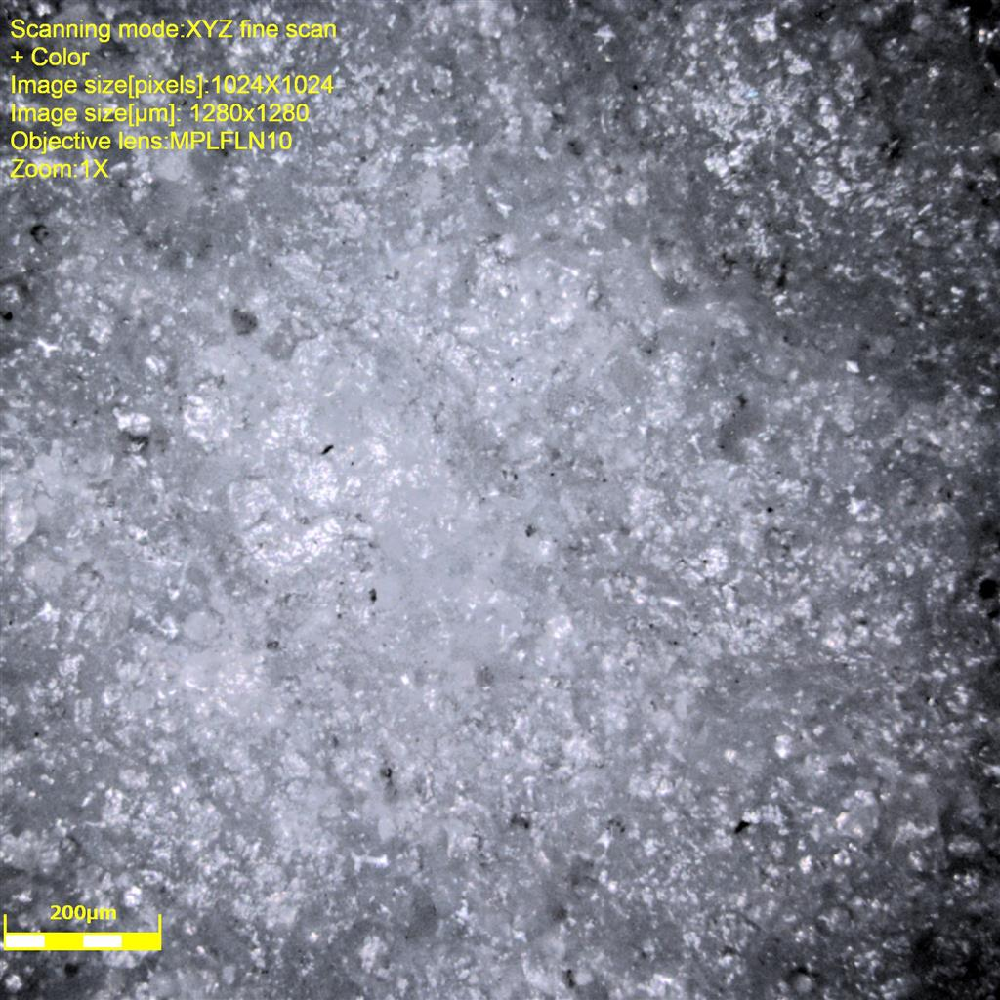 Scanning mode:XYZ fine scan
+ Color
Image size[pixels]:1024X1024
Image size[µm]: 1280x1280
Objective lens:MPLFLN10
Zoom:1X
200µm